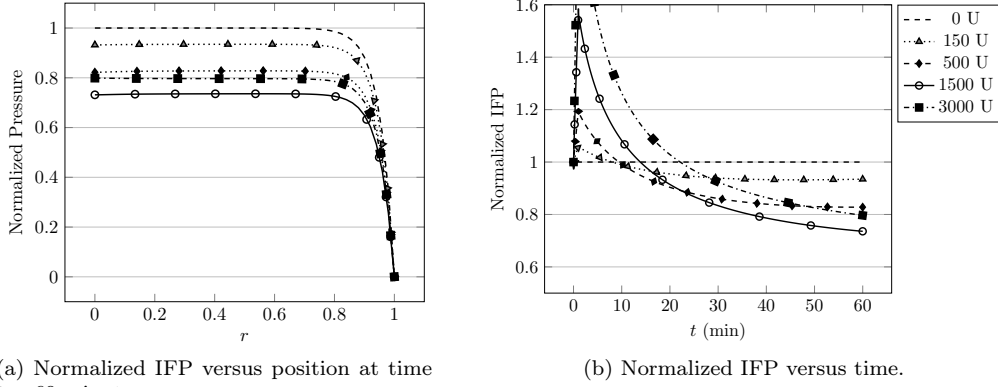 1
0.8
0.6
0.4
0.2
0
Normalized Pressure
0 0.2 0.4 0.6 0.8 1
r
1.6
1.4
1.2
1
0.8
0.6
Normalized IFP
0 10 20 30 40 50 60
t (min)
0 U
150 U
500 U
1500 U
3000 U
a) Normalized IFP versus position at time
(b) Normalized IFP versus time.